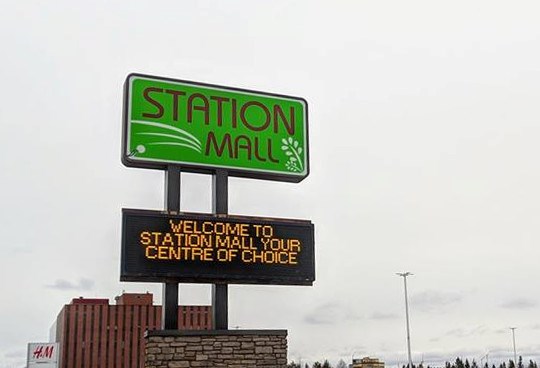 STATION
MALL
WELCOME TO
STATION MALL YOUR
CENTRE OF CHOICE
H&M